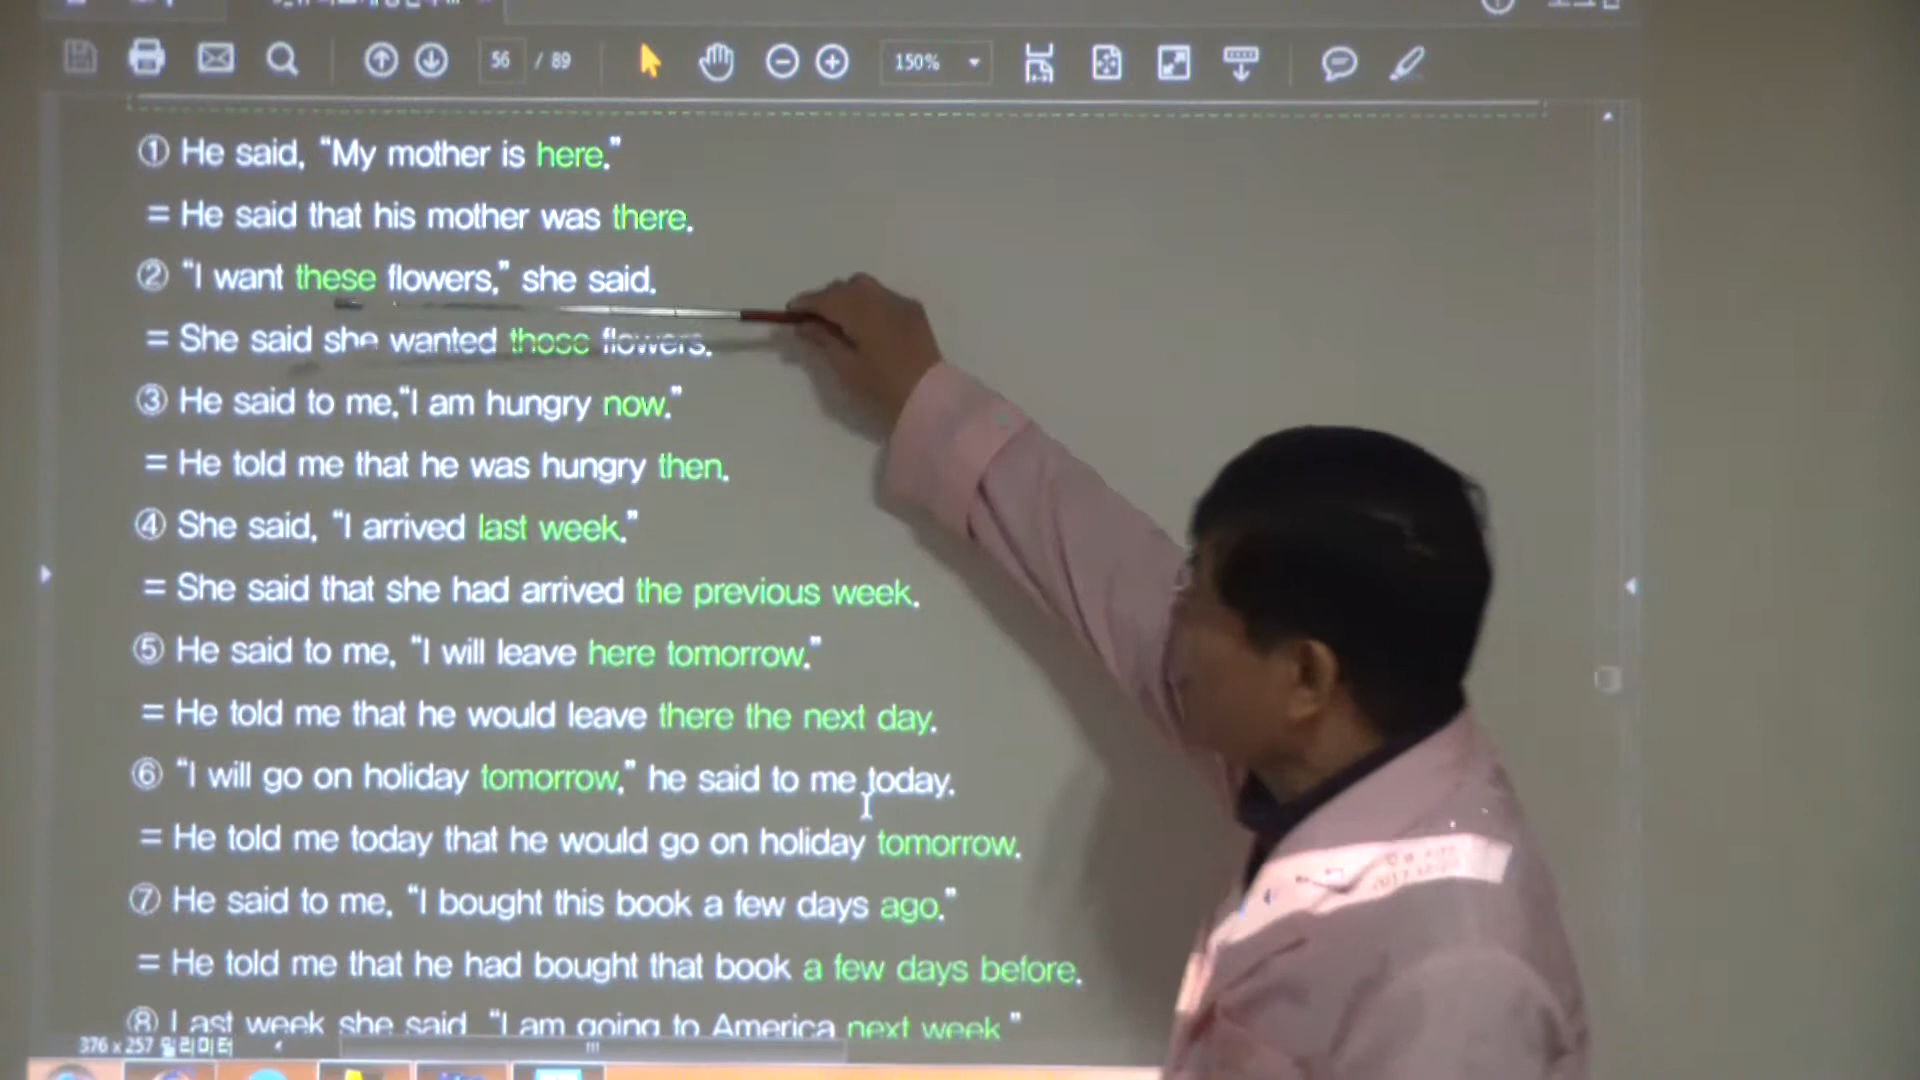 56 / 89
150%
① He said, “My mother is here.”
= He said that his mother was there.
② “I want these flowers,” she said.
= She said she wanted those flowers.
③ He said to me,“I am hungry now.”
= He told me that he was hungry then.
④ She said, “I arrived last week.”
= She said that she had arrived the previous week.
⑤ He said to me, “I will leave here tomorrow.”
= He told me that he would leave there the next day.
⑥ “I will go on holiday tomorrow,” he said to me today.
= He told me today that he would go on holiday tomorrow.
⑦ He said to me, “I bought this book a few days ago.”
= He told me that he had bought that book a few days before.
⑧ Last week she said, “I am going to America next week.”
376 x 257 밀리미터